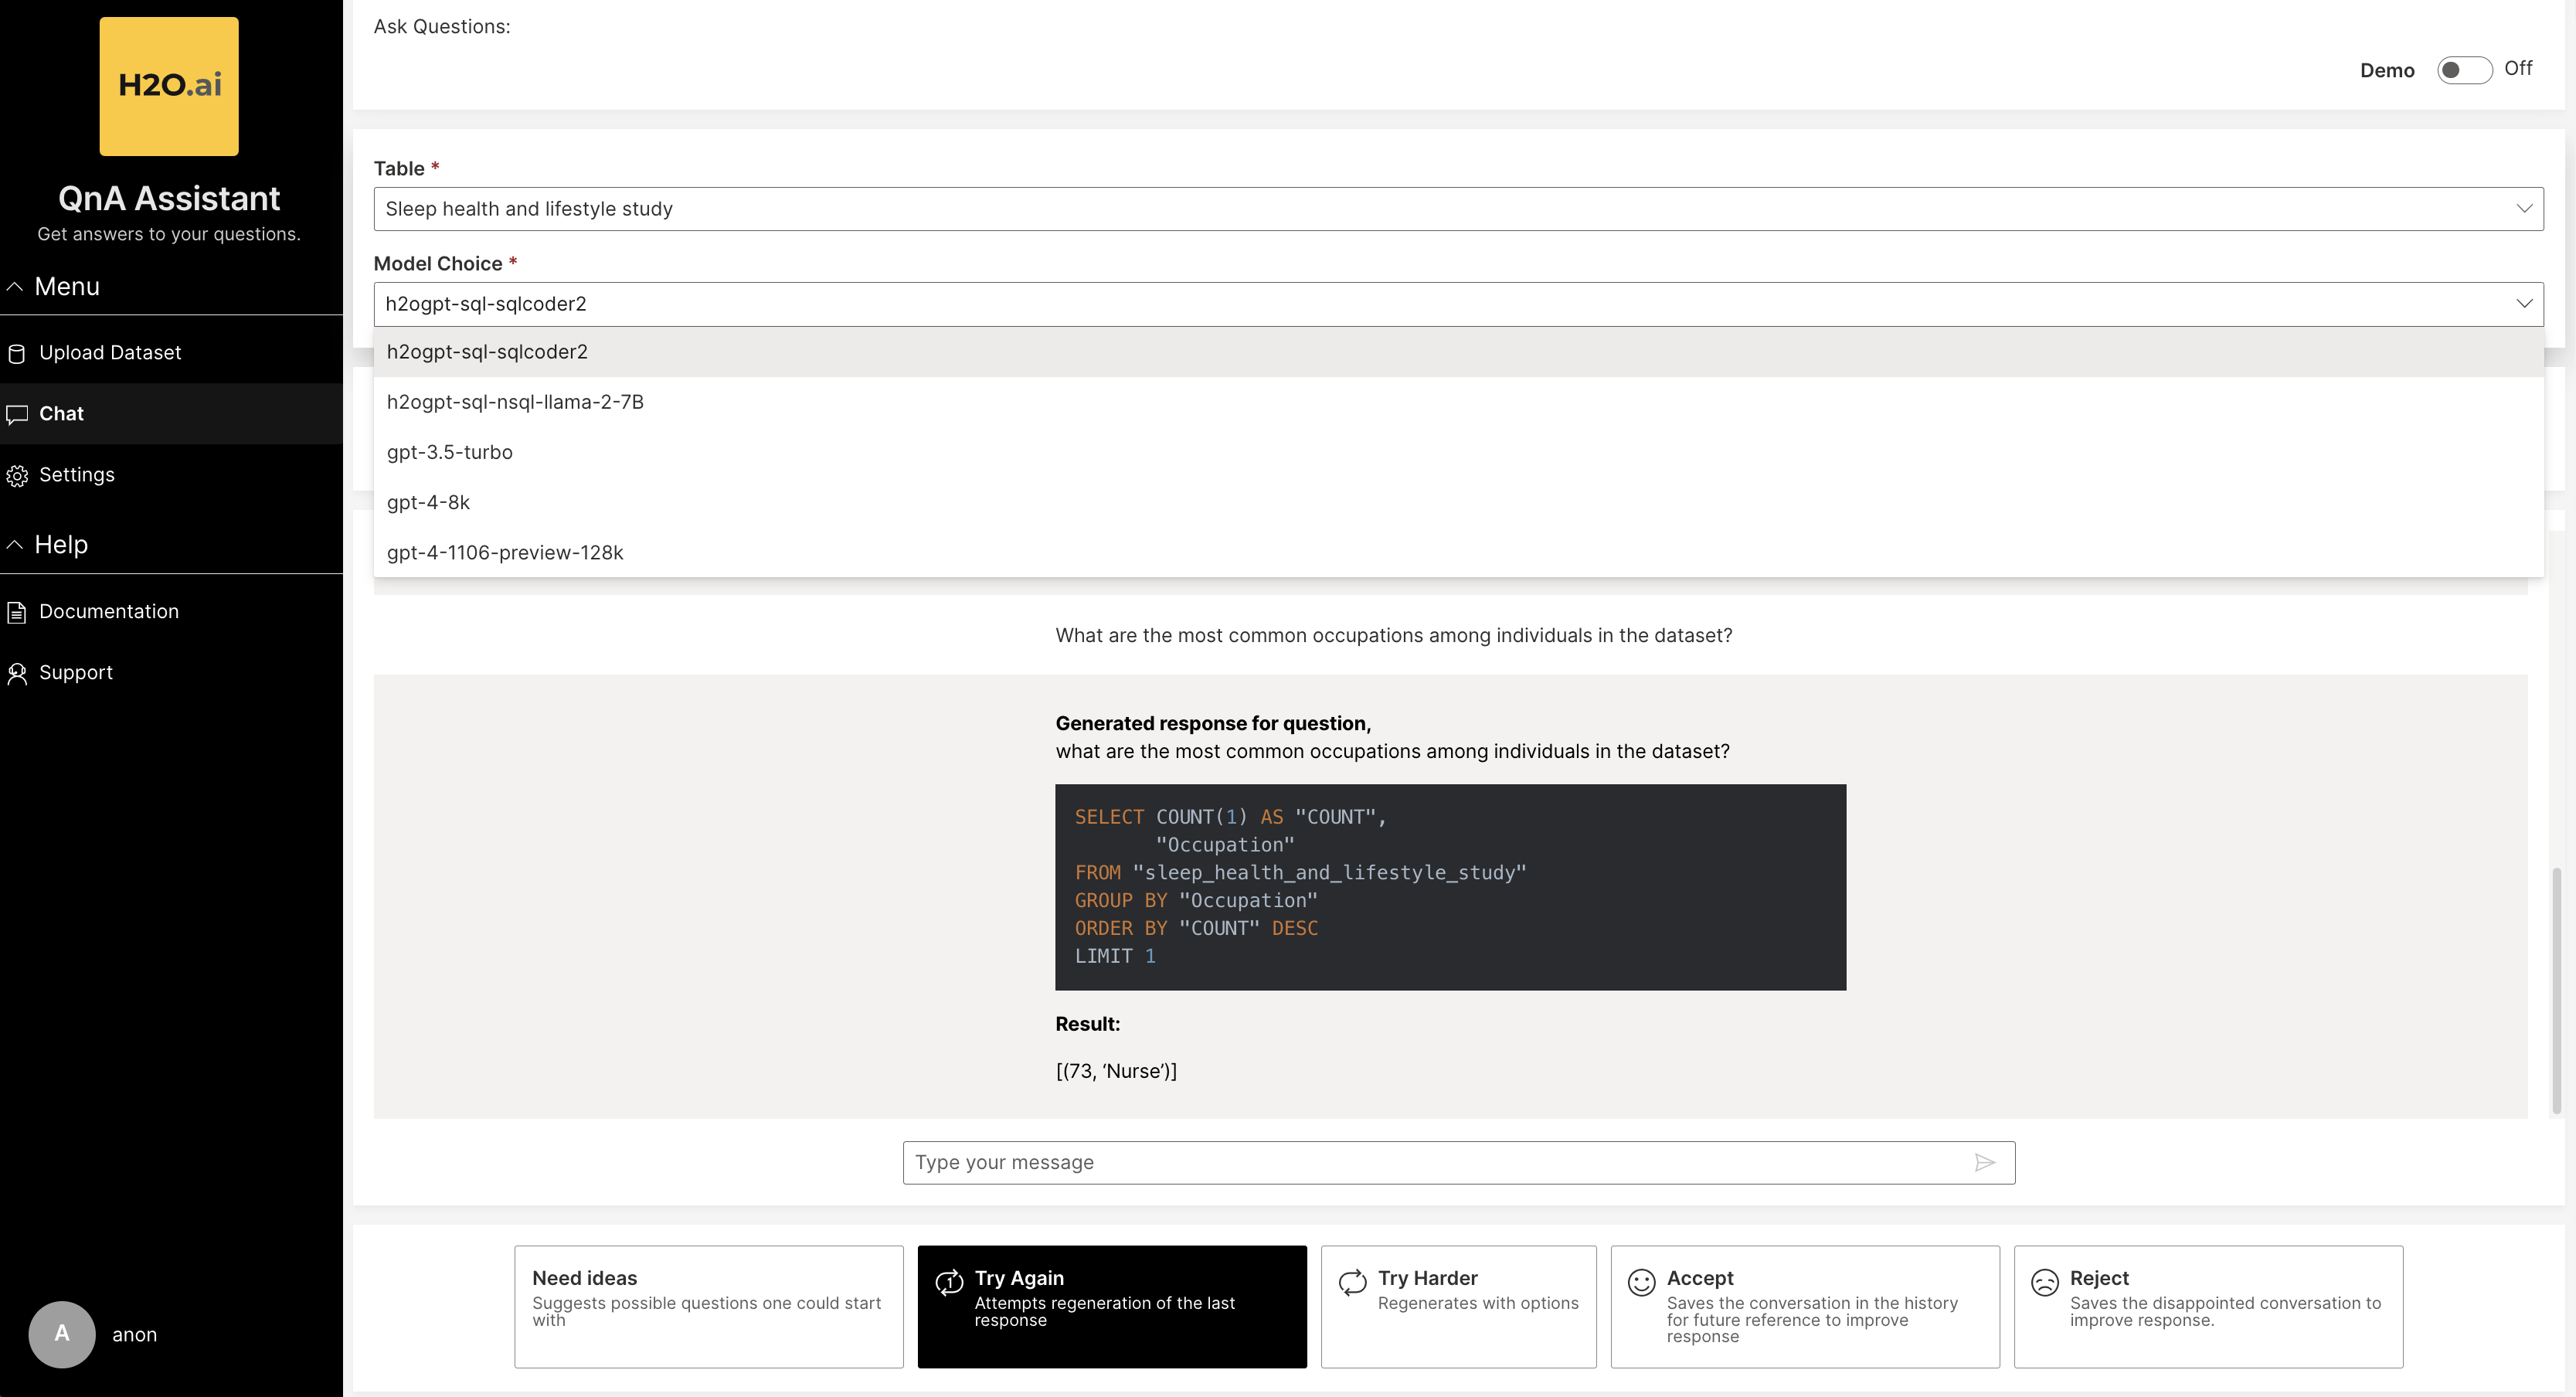 H2O.ai
QnA Assistant
Get answers to your questions.
Menu
Upload Dataset
Chat
Settings
Help
Documentation
Support
A
anon
Ask Questions:
Demo
Off
Table *
Sleep health and lifestyle study
Model Choice *
h2ogpt-sql-sqlcoder2
h2ogpt-sql-sqlcoder2
h2ogpt-sql-nsql-llama-2-7B
gpt-3.5-turbo
gpt-4-8k
gpt-4-1106-preview-128k
What are the most common occupations among individuals in the dataset?
Generated response for question,
what are the most common occupations among individuals in the dataset?
SELECT COUNT(1) AS "COUNT",
"Occupation"
FROM "sleep_health_and_lifestyle_study"
GROUP BY "Occupation"
ORDER BY "COUNT" DESC
LIMIT 1
Result:
[(73, ‘Nurse’)]
Type your message
Need ideas
Suggests possible questions one could start
with
1
Try Again
Attempts regeneration of the last
response
Try Harder
Regenerates with options
Accept
Saves the conversation in the history
for future reference to improve
response
Reject
Saves the disappointed conversation to
improve response.